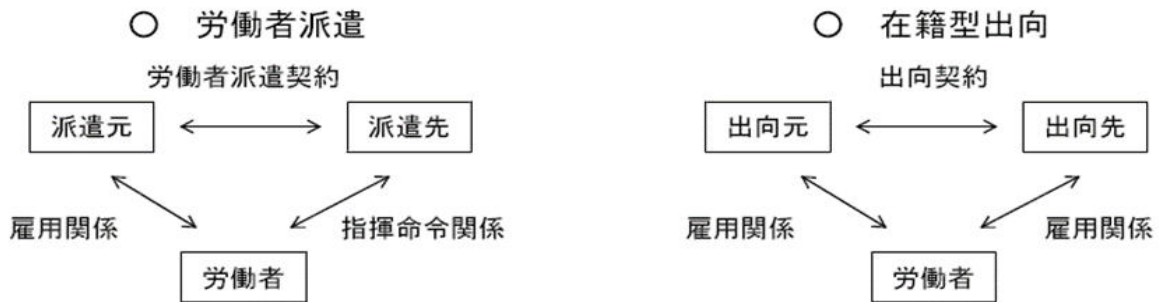 ○ 労働者派遣
労働者派遣契約
派遣元
派遣先
雇用関係
指揮命令関係
労働者
○ 在籍型出向
出向契約
出向元
出向先
雇用関係
雇用関係
労働者